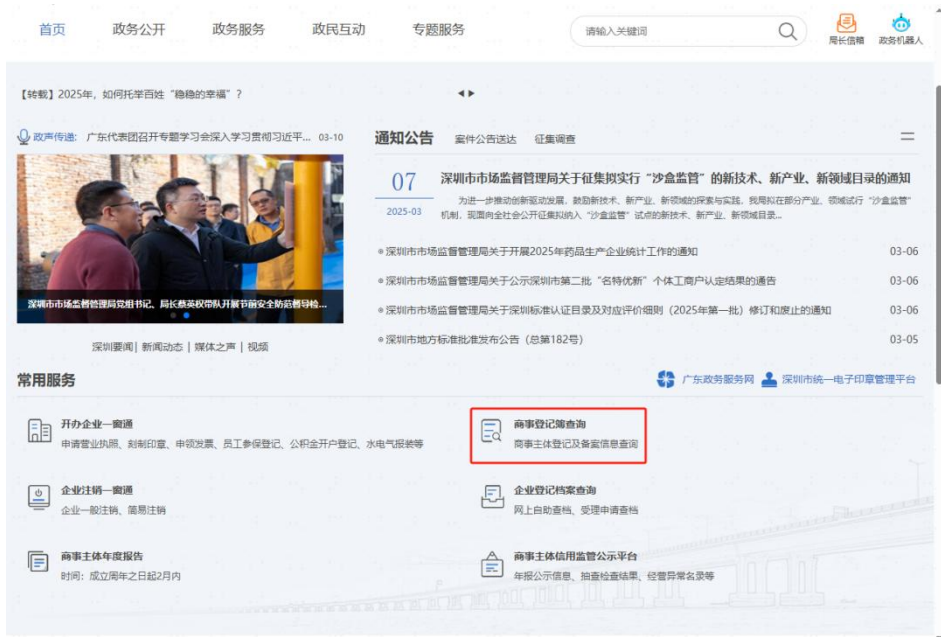 首页 政务公开 政务服务 政民互动 专题服务 请输入关键词 局长信箱 政务机器人
【转载】2025年，如何托举百姓“稳稳的幸福”？
政声传递: 广东代表团召开专题学习会深入学习贯彻习近平... 03-10
深圳市市场监督管理局党组书记、局长蔡英权带队开展节前安全防范督导检...
深圳要闻| 新闻动态 | 媒体之声 | 视频
通知公告 案件公告送达 征集调查
07
2025-03
深圳市市场监督管理局关于征集拟实行“沙盒监管”的新技术、新产业、新领域目录的通知
为进一步推动创新驱动发展，鼓励新技术、新产业、新领域的探索与实践，我局拟在部分产业、领域试行“沙盒监管”
机制，现面向全社会公开征集拟纳入“沙盒监管”试点的新技术、新产业、新领域目录...
深圳市市场监督管理局关于开展2025年药品生产企业统计工作的通知 03-06
深圳市市场监督管理局关于公示深圳市第二批“名特优新”个体工商户认定结果的通告 03-06
深圳市市场监督管理局关于深圳标准认证目录及对应评价细则（2025年第一批）修订和废止的通知 03-06
深圳市地方标准批准发布公告（总第182号） 03-05
常用服务 广东政务服务网 深圳市统一电子印章管理平台
开办企业一窗通
申请营业执照、刻制印章、申领发票、员工参保登记、公积金开户登记、水电气报装等
商事登记簿查询
商事主体登记及备案信息查询
企业注销一窗通
企业一般注销、简易注销
企业登记档案查询
网上自助查档、受理申请查档
商事主体年度报告
时间：成立周年之日起2月内
商事主体信用监管公示平台
年报公示信息、抽查检查结果、经营异常名录等